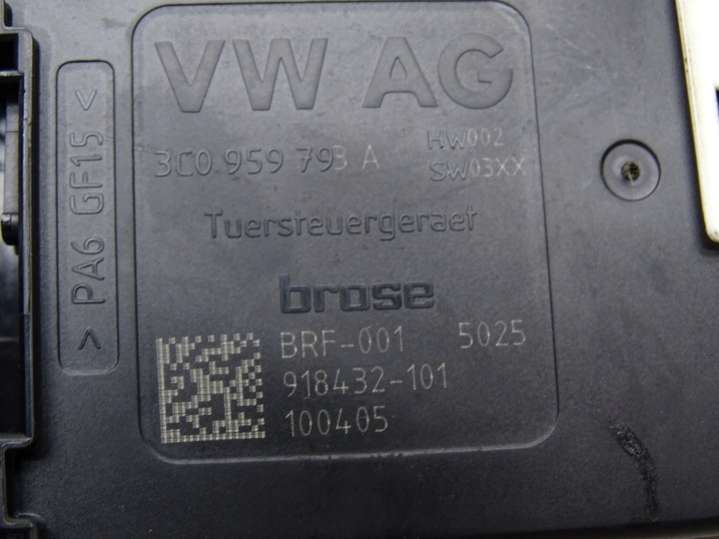 VW AG
3C0 959 793 A
HW002
SW03XX
Tuersteuergeraet
brose
BRF-001 5025
918432-101
100405
> PA6 GF15 <